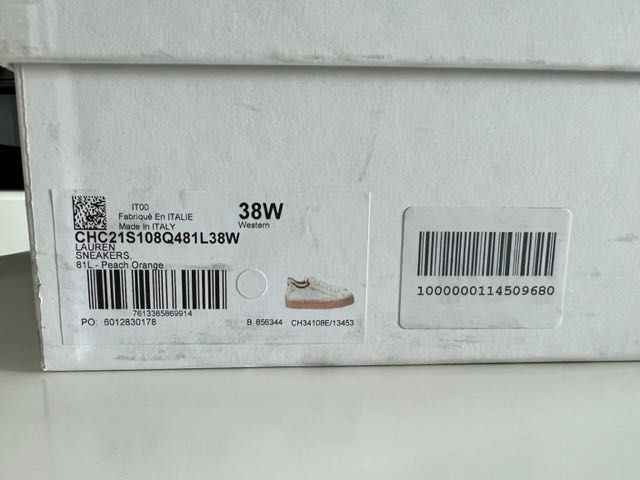 IT00
Fabriqué En ITALIE
Made In ITALY
38W
Western
CHC21S108Q481L38W
LAUREN
SNEAKERS,
81L - Peach Orange
7613385869914
PO: 6012830178
B. 856344
CH34108E/13453
1000000114509680